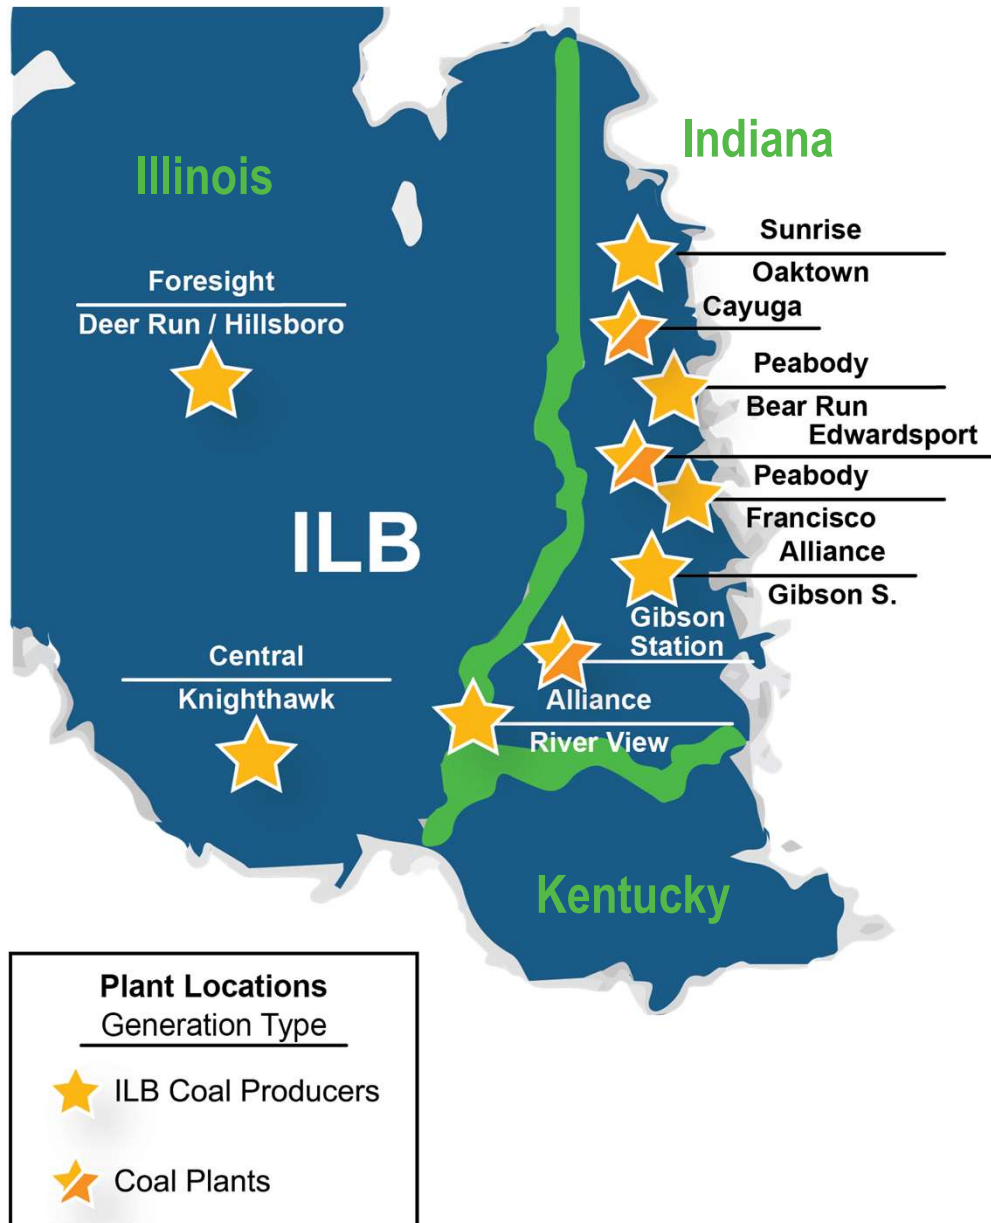 Indiana
Illinois
Sunrise
Oaktown
Foresight
Deer Run / Hillsboro
Cayuga
Peabody
Bear Run
Edwardsport
Peabody
Francisco
ILB
Alliance
Gibson S.
Gibson
Station
Central
Knighthawk
Alliance
River View
Kentucky
Plant Locations
Generation Type
ILB Coal Producers
Coal Plants